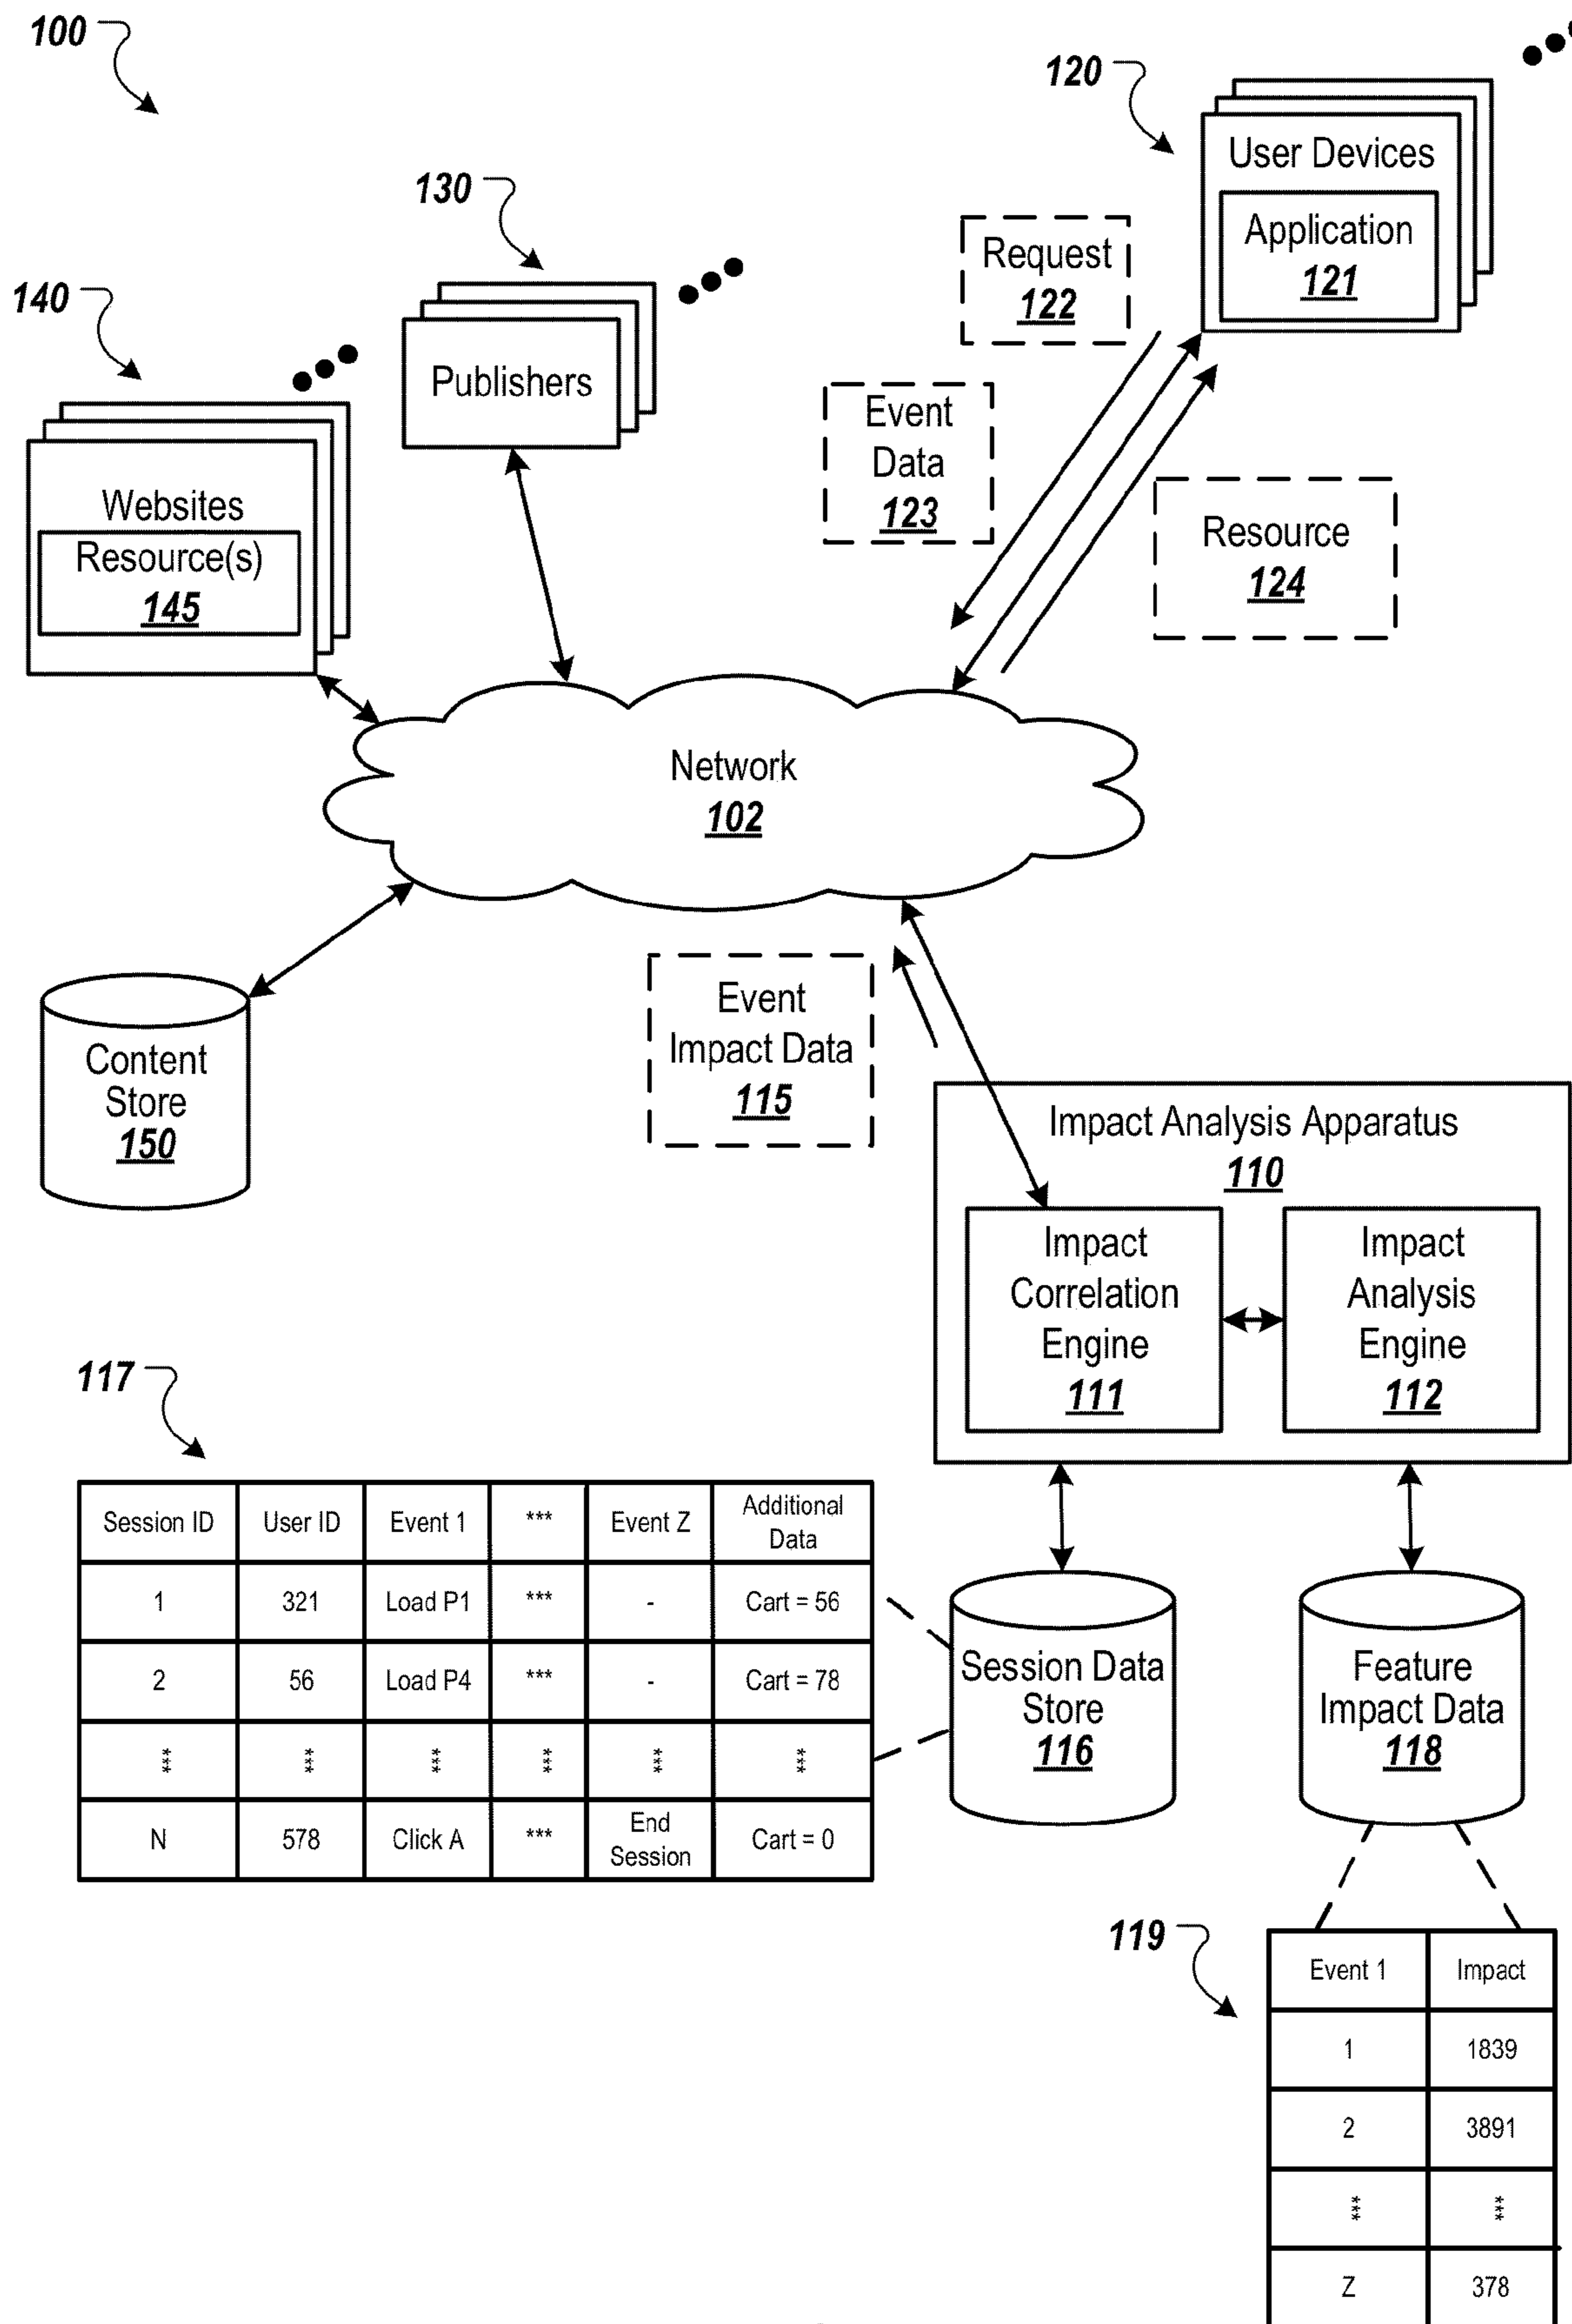 100
120
User Devices
Application
121
130
Request
122
140
Publishers
Event
Data
123
Websites
Resource(s)
145
Resource
124
Network
102
Content
Store
150
Event
Impact Data
115
Impact Analysis Apparatus
110
Impact
Correlation
Engine
111
Impact
Analysis
Engine
112
117
Session ID User ID Event 1 *** Event Z Additional Data
1 321 Load P1 *** - Cart = 56
2 56 Load P4 *** - Cart = 78
*** *** *** *** *** ***
N 578 Click A *** End Session Cart = 0
Session Data
Store
116
Feature
Impact Data
118
119
Event 1 Impact
1 1839
2 3891
*** ***
Z 378